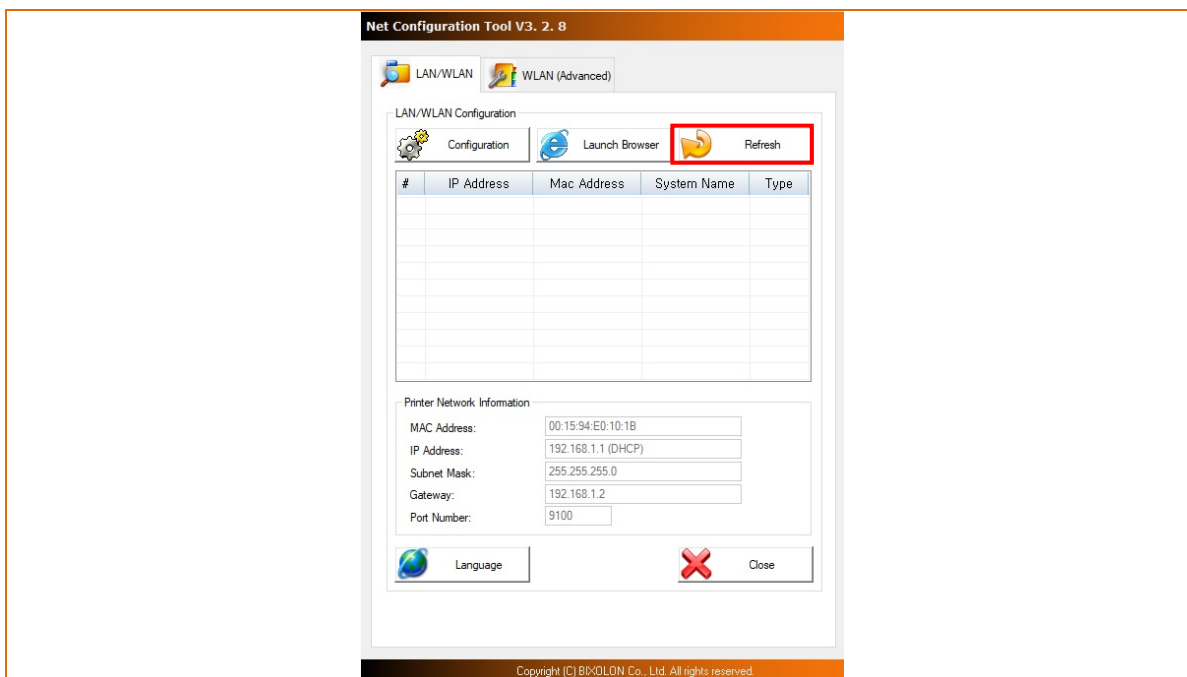 Net Configuration Tool V3. 2. 8
LAN/WLAN WLAN (Advanced)
LAN/WLAN Configuration
Configuration Launch Browser Refresh
# IP Address Mac Address System Name Type
Printer Network Information
MAC Address: 00:15:94:E0:10:1B
IP Address: 192.168.1.1 (DHCP)
Subnet Mask: 255.255.255.0
Gateway: 192.168.1.2
Port Number: 9100
Language Close
Copyright (C) BIXOLON Co., Ltd. All rights reserved.